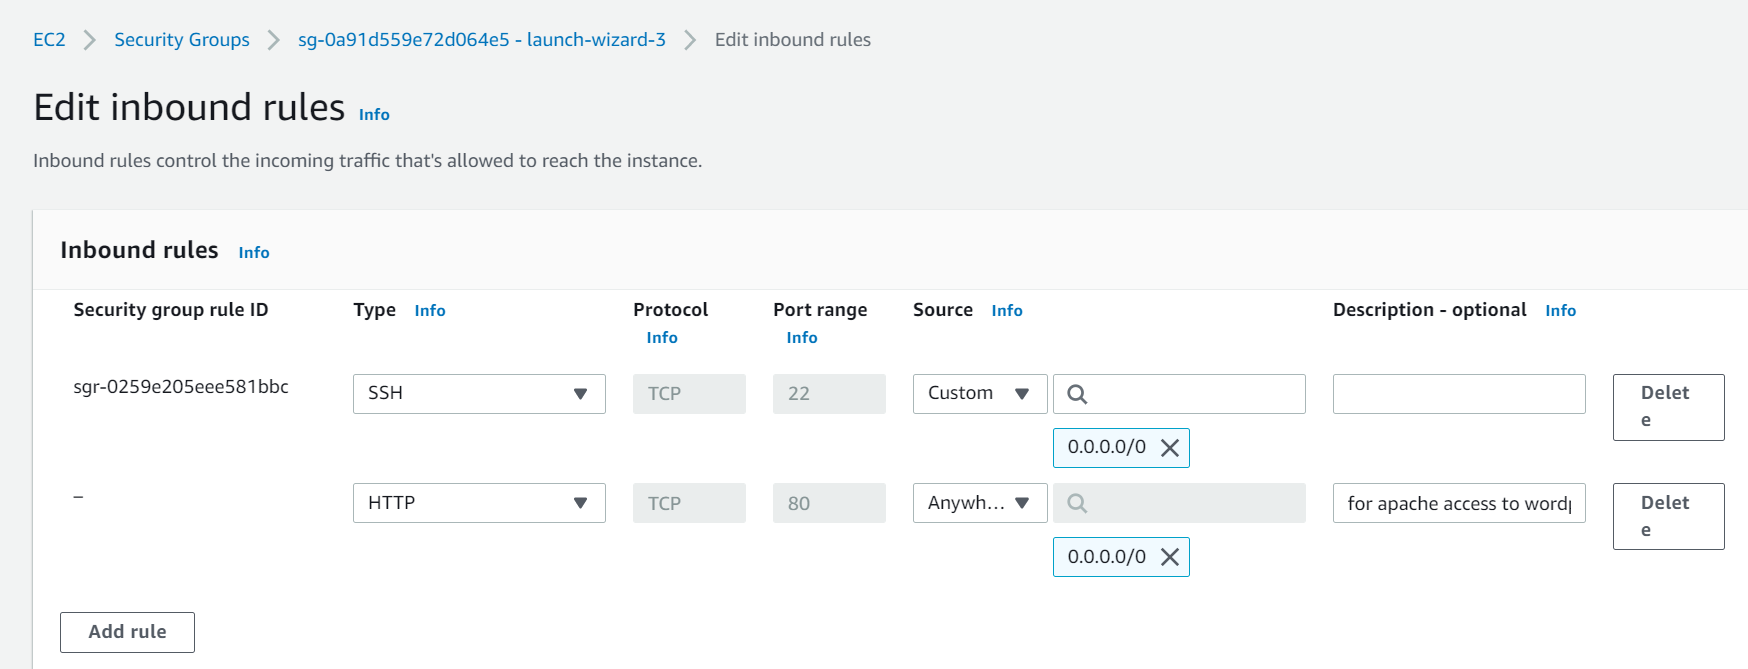 EC2 > Security Groups > sg-0a91d559e72d064e5 - launch-wizard-3 > Edit inbound rules
Edit inbound rules Info
Inbound rules control the incoming traffic that's allowed to reach the instance.
Inbound rules Info
Security group rule ID Type Info Protocol Info Port range Info Source Info Description - optional Info
sgr-0259e205eee581bbc SSH TCP 22 Custom Delete
0.0.0.0/0
– HTTP TCP 80 Anywh... for apache access to wordp Delete
0.0.0.0/0
Add rule